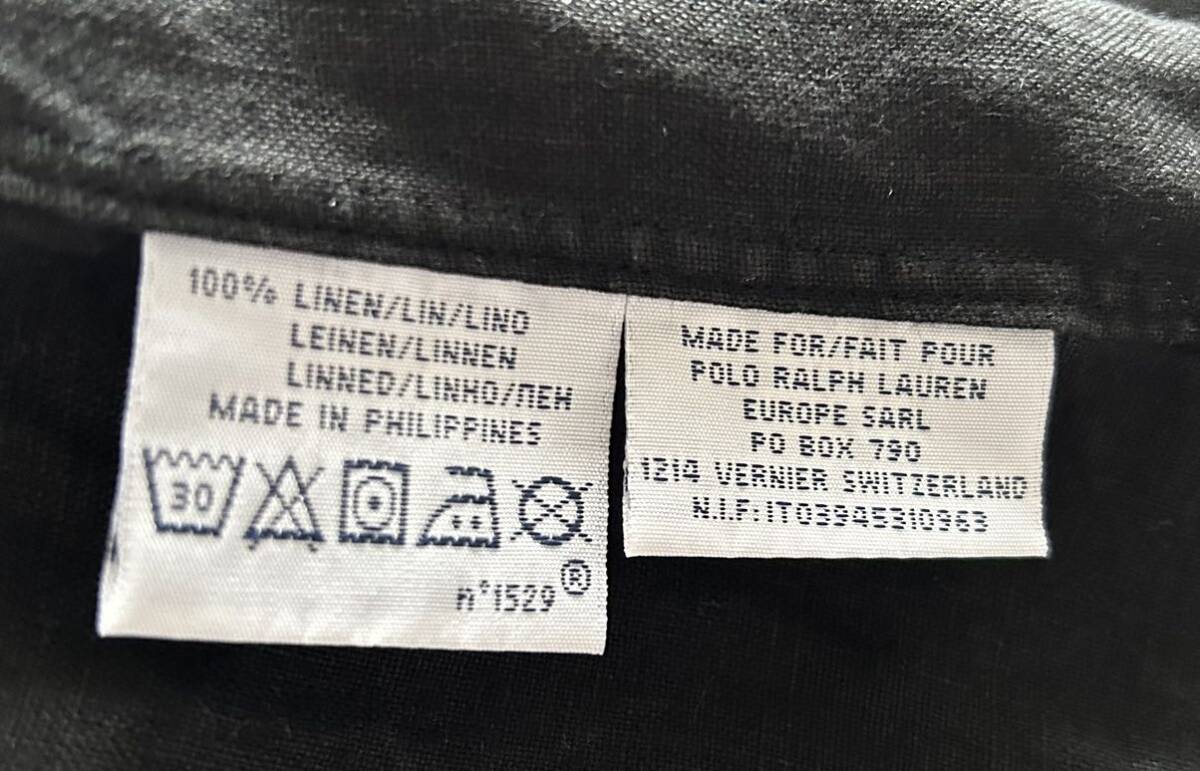 100% LINEN/LIN/LINO
LEINEN/LINNEN
LINNED/LINHO/ЛЕН
MADE IN PHILIPPINES
30
n°1529®
MADE FOR/FAIT POUR
POLO RALPH LAUREN
EUROPE SARL
PO BOX 790
1214 VERNIER SWITZERLAND
N.I.F:IT03945310963